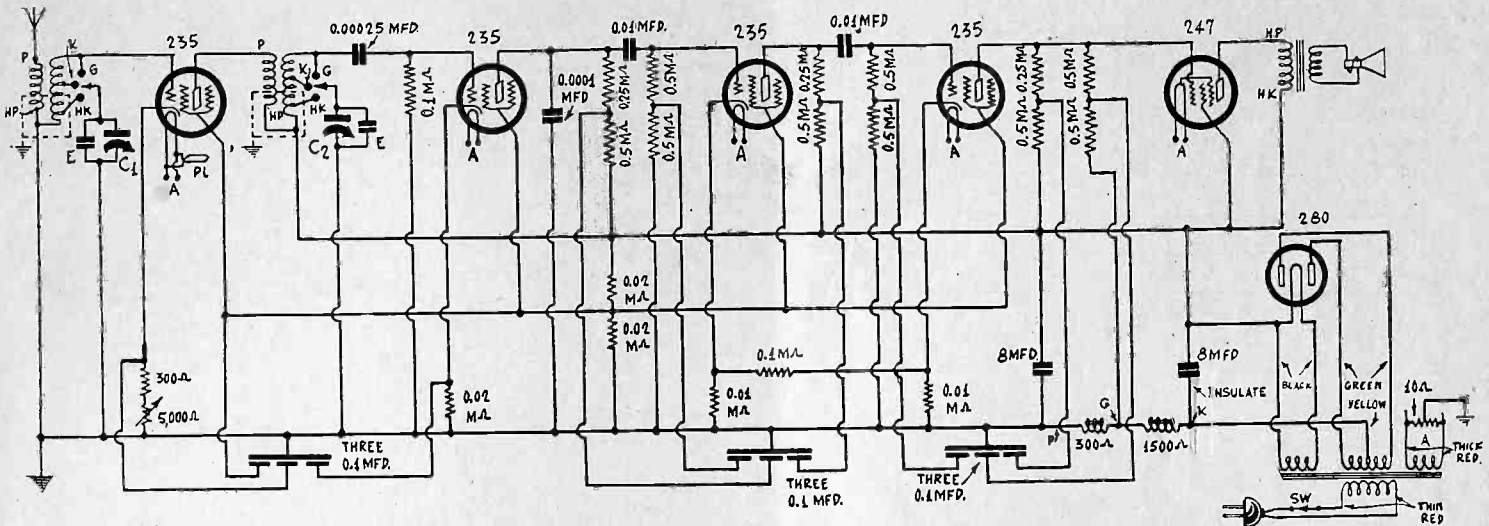 235
0.00025 MFD.
235
0.01 MFD.
235
0.01 MFD
235
247
P
K
G
HK
HP
E
C1
A
PL
P
K
G
HK
HP
C2
E
0.1 MΩ
A
0.0001
MFD
0.25 MΩ
0.5 MΩ
0.5 MΩ
0.5 MΩ
A
0.25 MΩ
0.5 MΩ
0.5 MΩ
0.5 MΩ
A
0.25 MΩ
0.5 MΩ
0.5 MΩ
0.5 MΩ
A
HP
HK
280
0.02
MΩ
0.02
MΩ
300Ω
5,000Ω
0.02
MΩ
0.1 MΩ
0.01
MΩ
0.01
MΩ
8 MFD.
8 MFD
INSULATE
BLACK
GREEN
YELLOW
10Ω
A
THICK
RED.
G
K
300Ω
1500Ω
THREE
0.1 MFD.
THREE
0.1 MFD.
THREE
0.1 MFD.
SW
THIN
RED